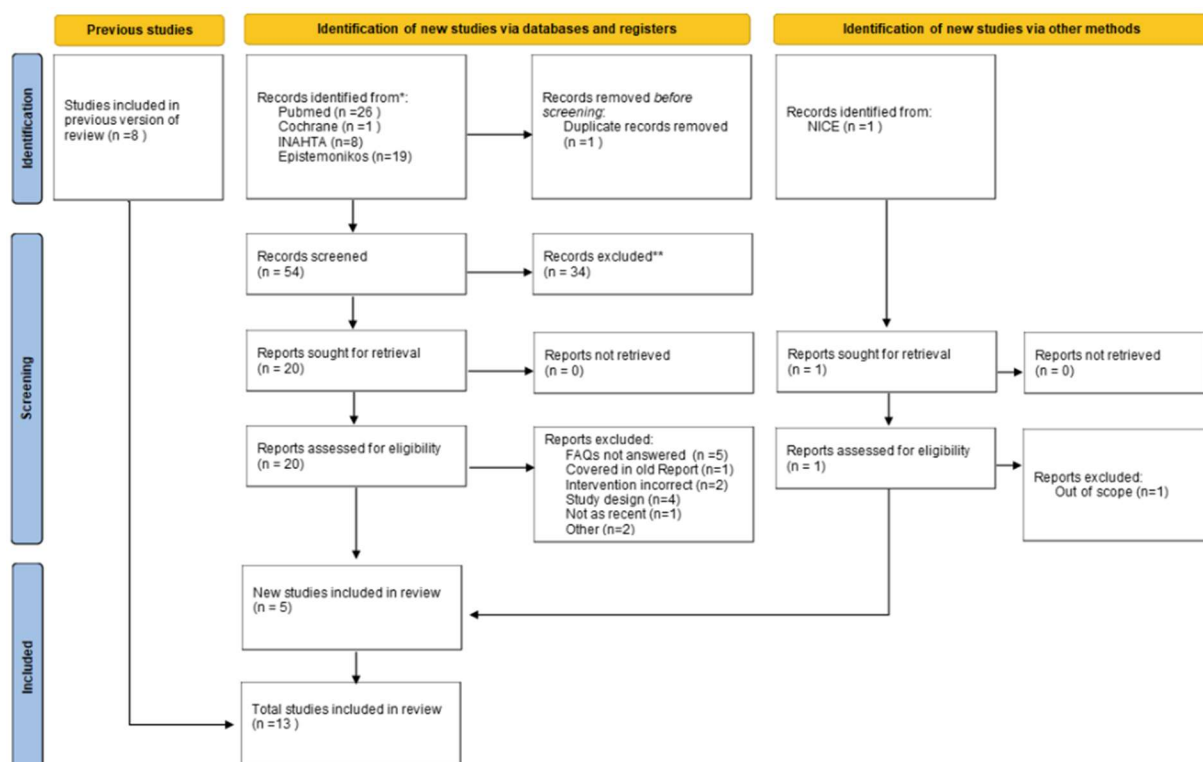 Previous studies
Identification of new studies via databases and registers
Identification of new studies via other methods
Identification
Studies included in
previous version of
review (n =8 )
Records identified from*:
Pubmed (n =26 )
Cochrane (n =1 )
INAHTA (n=8)
Epistemonikos (n=19)
Records removed before
screening:
Duplicate records removed
(n =1 )
Records identified from:
NICE (n =1 )
Screening
Records screened
(n = 54)
Records excluded**
(n = 34)
Reports sought for retrieval
(n = 20)
Reports not retrieved
(n = 0)
Reports sought for retrieval
(n = 1)
Reports not retrieved
(n = 0)
Reports assessed for eligibility
(n = 20)
Reports excluded:
FAQs not answered (n =5)
Covered in old Report (n=1)
Intervention incorrect (n=2)
Study design (n=4)
Not as recent (n=1)
Other (n=2)
Reports assessed for eligibility
(n = 1)
Reports excluded:
Out of scope (n=1)
Included
New studies included in review
(n = 5)
Total studies included in review
(n =13 )